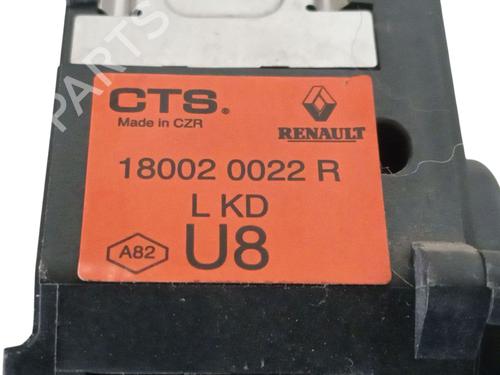 CTS.®
Made in CZR
RENAULT
18002 0022 R
L KD
A82
U8
PARTS